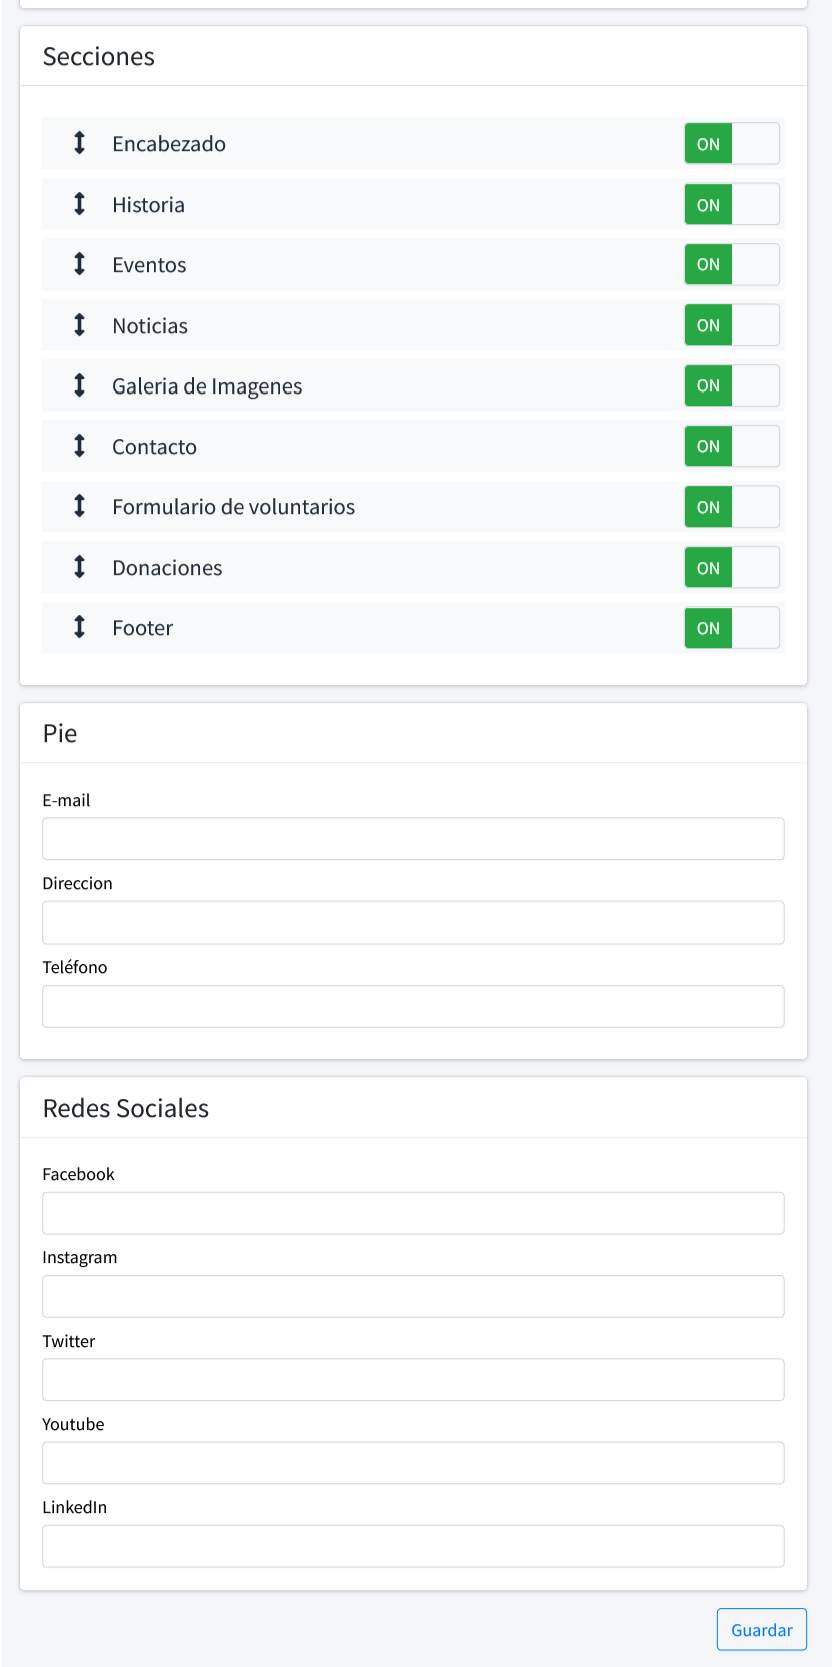 Secciones
Encabezado ON
Historia ON
Eventos ON
Noticias ON
Galeria de Imagenes ON
Contacto ON
Formulario de voluntarios ON
Donaciones ON
Footer ON
Pie
E-mail
Direccion
Teléfono
Redes Sociales
Facebook
Instagram
Twitter
Youtube
LinkedIn
Guardar